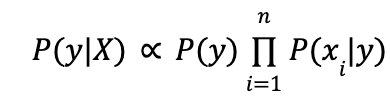 P(y|X) ∝ P(y) ∏_{i=1}^{n} P(x_i|y)